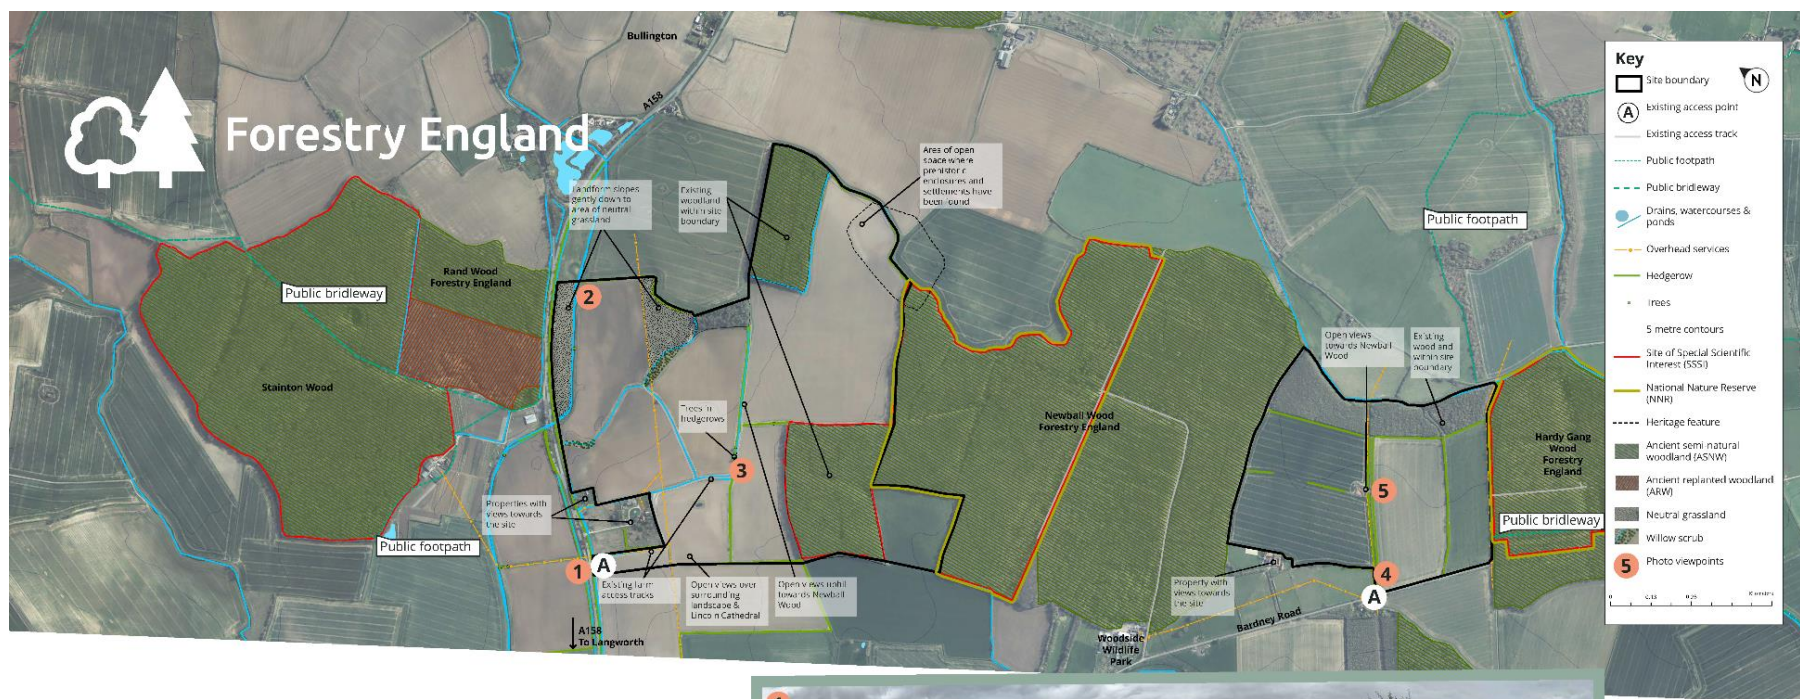 Forestry England
Bullington
A158
Landform slopes
gently down to
area of neutral
grassland
Existing
woodland
within site
boundary
Area of open
space where
prehistoric
enclosures and
settlements have
been found
Public footpath
Rand Wood
Forestry England
Public bridleway
2
Stainton Wood
Trees in
hedgerows
3
Newball Wood
Forestry England
Open views
towards Newball
Wood
Existing
woodland
within site
boundary
Hardy Gang
Wood
Forestry
England
5
Properties with
views towards
the site
Public footpath
Public bridleway
1
A
Existing farm
access tracks
Open views over
surrounding
landscape &
Lincoln Cathedral
Open views uphill
towards Newball
Wood
Property with
views towards
the site
4
A
Bardney Road
A158
To Langworth
Woodside
Wildlife
Park
Key
N
Site boundary
A
Existing access point
Existing access track
Public footpath
Public bridleway
Drains, watercourses &
ponds
Overhead services
Hedgerow
Trees
5 metre contours
Site of Special Scientific
Interest (SSSI)
National Nature Reserve
(NNR)
Heritage feature
Ancient semi-natural
woodland (ASNW)
Ancient replanted woodland
(ARW)
Neutral grassland
Willow scrub
5
Photo viewpoints